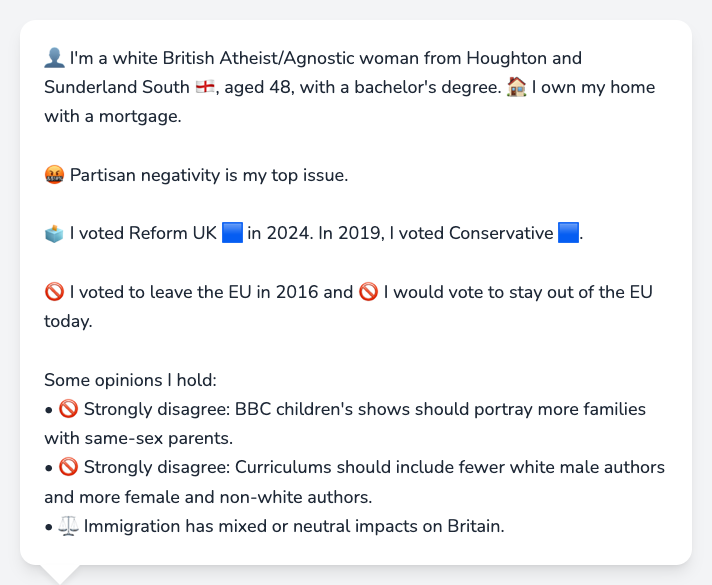 👤 I'm a white British Atheist/Agnostic woman from Houghton and
Sunderland South 🏴󠁧󠁢󠁥󠁮󠁧󠁿, aged 48, with a bachelor's degree. 🏠 I own my home
with a mortgage.
🤬 Partisan negativity is my top issue.
🗳️ I voted Reform UK 🟦 in 2024. In 2019, I voted Conservative 🟦.
🚫 I voted to leave the EU in 2016 and 🚫 I would vote to stay out of the EU
today.
Some opinions I hold:
• 🚫 Strongly disagree: BBC children's shows should portray more families
with same-sex parents.
• 🚫 Strongly disagree: Curriculums should include fewer white male authors
and more female and non-white authors.
• ⚖️ Immigration has mixed or neutral impacts on Britain.